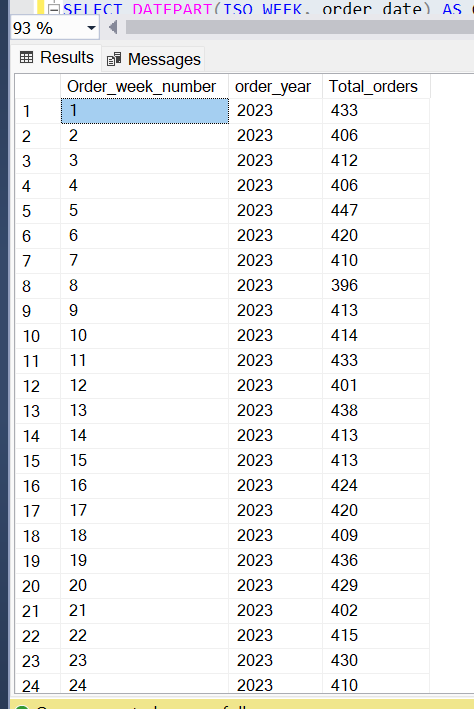 SELECT DATEPART(ISO_WEEK, order_date) AS
93 %
Results Messages
Order_week_number order_year Total_orders
1 1 2023 433
2 2 2023 406
3 3 2023 412
4 4 2023 406
5 5 2023 447
6 6 2023 420
7 7 2023 410
8 8 2023 396
9 9 2023 413
10 10 2023 414
11 11 2023 433
12 12 2023 401
13 13 2023 438
14 14 2023 413
15 15 2023 413
16 16 2023 424
17 17 2023 420
18 18 2023 409
19 19 2023 436
20 20 2023 429
21 21 2023 402
22 22 2023 415
23 23 2023 430
24 24 2023 410